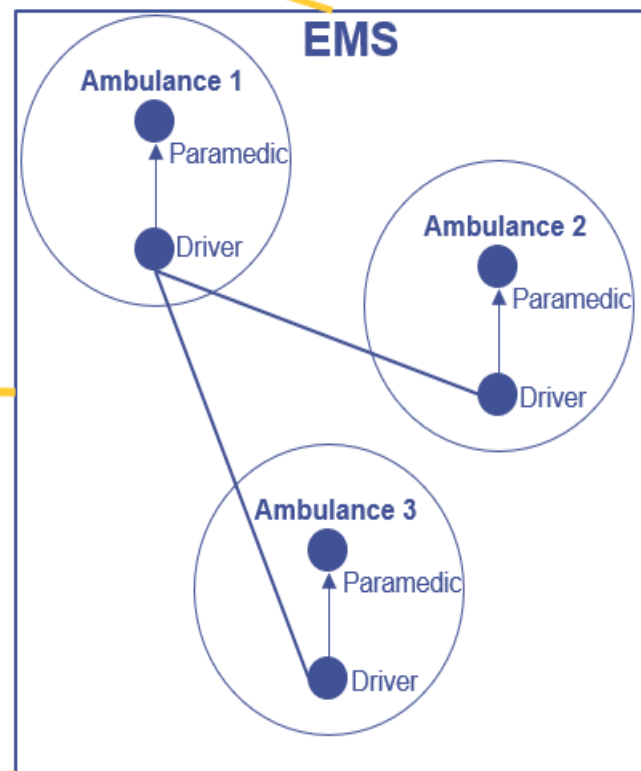 EMS
Ambulance 1
Paramedic
Driver
Ambulance 2
Paramedic
Driver
Ambulance 3
Paramedic
Driver